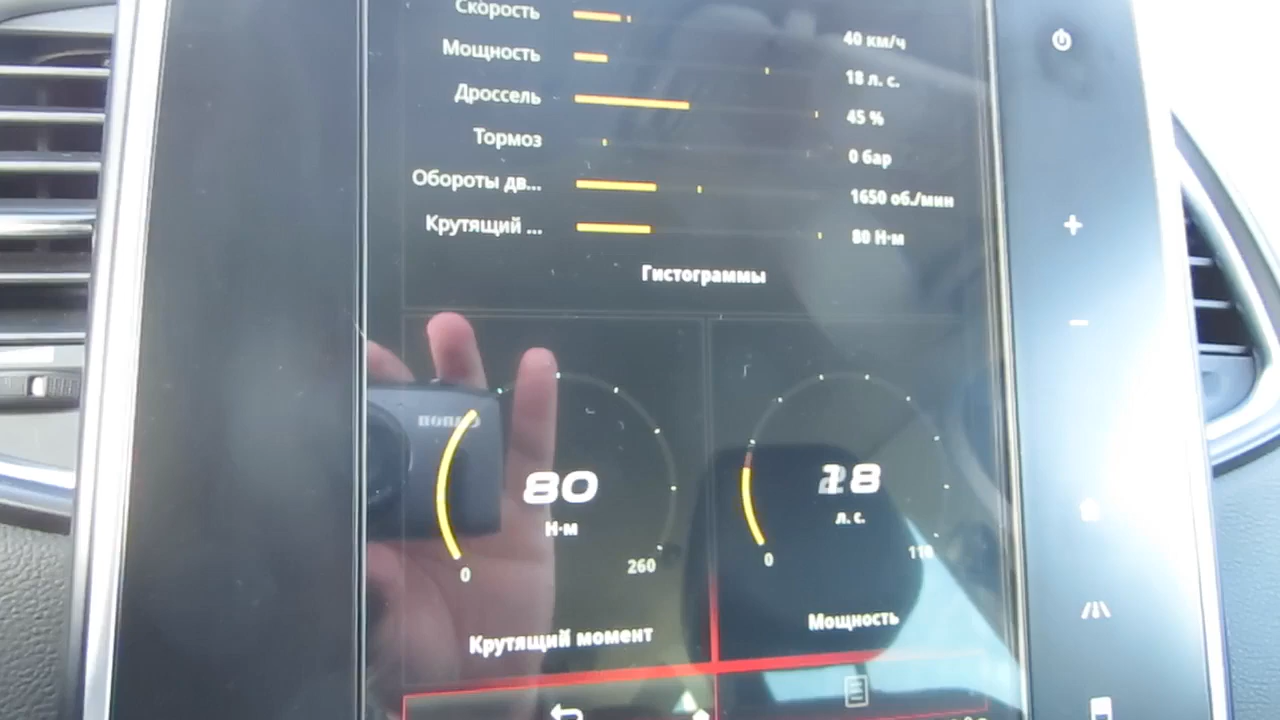 Скорость 40 км/ч
Мощность 18 л. с.
Дроссель 45 %
Тормоз 0 бар
Обороты дв... 1650 об./мин
Крутящий ... 80 Н·м
Гистограммы
80
Н·м
0 260
Крутящий момент
л. с.
0 110
Мощность